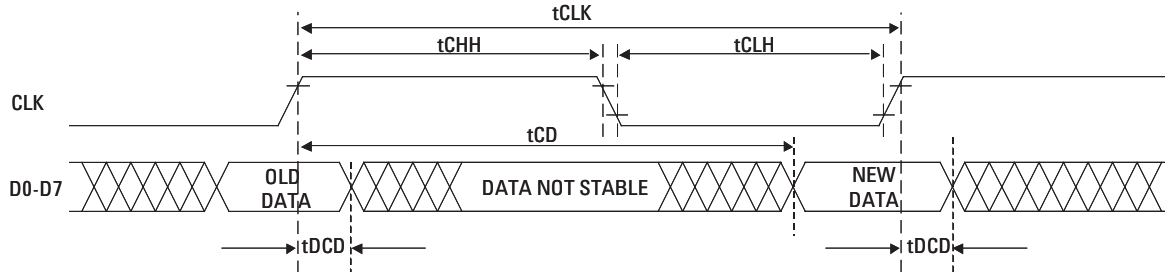 tCLK
tCHH
tCLH
CLK
tCD
D0-D7
OLD
DATA
DATA NOT STABLE
NEW
DATA
tDCD
tDCD